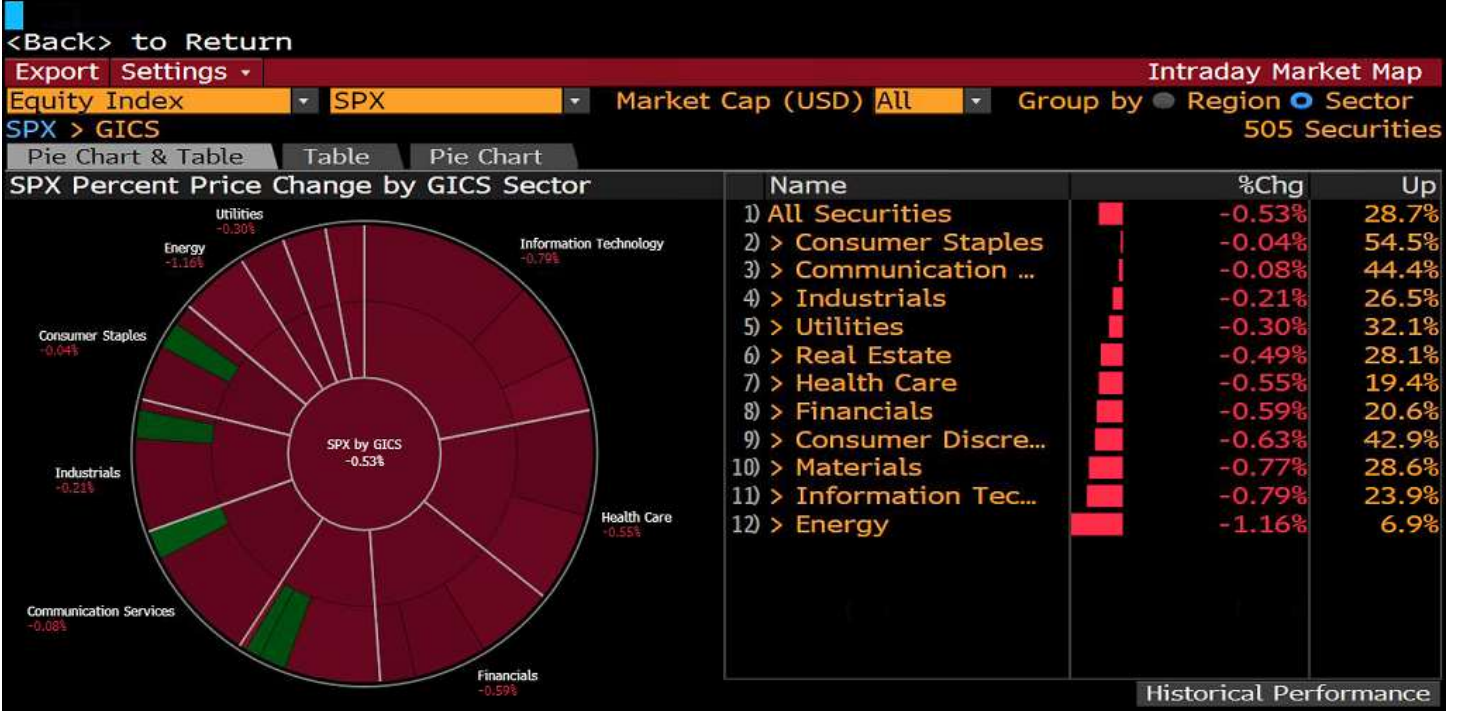 <Back> to Return
Export Settings Intraday Market Map
Equity Index SPX Market Cap (USD) All Group by Region Sector
SPX > GICS 505 Securities
Pie Chart & Table Table Pie Chart
SPX Percent Price Change by GICS Sector
Utilities
-0.30%
Energy
-1.16%
Information Technology
-0.79%
Consumer Staples
-0.04%
SPX by GICS
-0.53%
Industrials
-0.21%
Health Care
-0.55%
Communication Services
-0.08%
Financials
-0.59%
Name %Chg Up
1) All Securities -0.53% 28.7%
2) > Consumer Staples -0.04% 54.5%
3) > Communication ... -0.08% 44.4%
4) > Industrials -0.21% 26.5%
5) > Utilities -0.30% 32.1%
6) > Real Estate -0.49% 28.1%
7) > Health Care -0.55% 19.4%
8) > Financials -0.59% 20.6%
9) > Consumer Discre... -0.63% 42.9%
10) > Materials -0.77% 28.6%
11) > Information Tec... -0.79% 23.9%
12) > Energy -1.16% 6.9%
Historical Performance